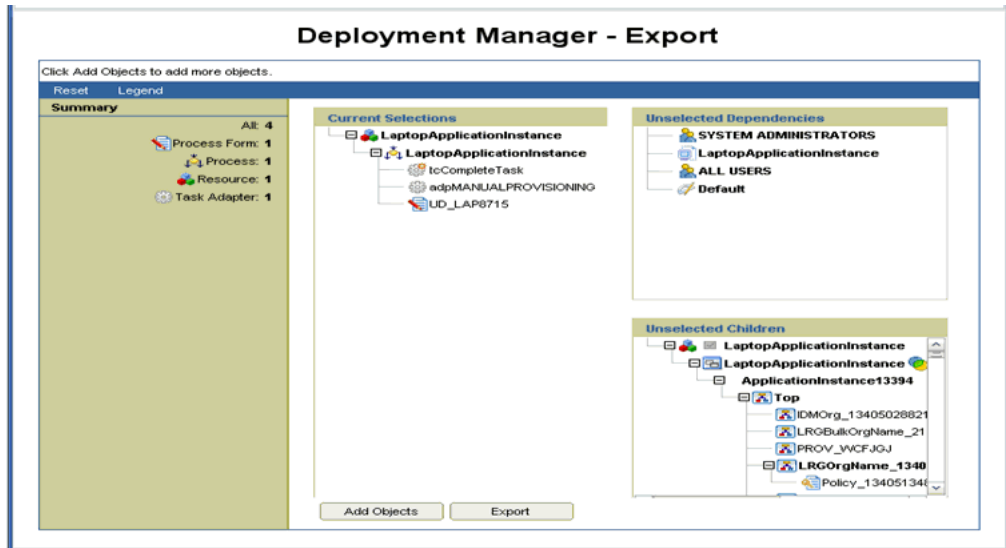 Deployment Manager - Export
Click Add Objects to add more objects.
Reset Legend
Summary
All: 4
Process Form: 1
Process: 1
Resource: 1
Task Adapter: 1
Current Selections
LaptopApplicationInstance
LaptopApplicationInstance
tcCompleteTask
adpMANUALPROVISIONING
UD_LAP8715
Unselected Dependencies
SYSTEM ADMINISTRATORS
LaptopApplicationInstance
ALL USERS
Default
Unselected Children
LaptopApplicationInstance
LaptopApplicationInstance
ApplicationInstance13394
Top
IDMOrg_13405028821
LRGBulkOrgName_21
PROV_WCFJGJ
LRGOrgName_1340
Policy_134051348
Add Objects Export